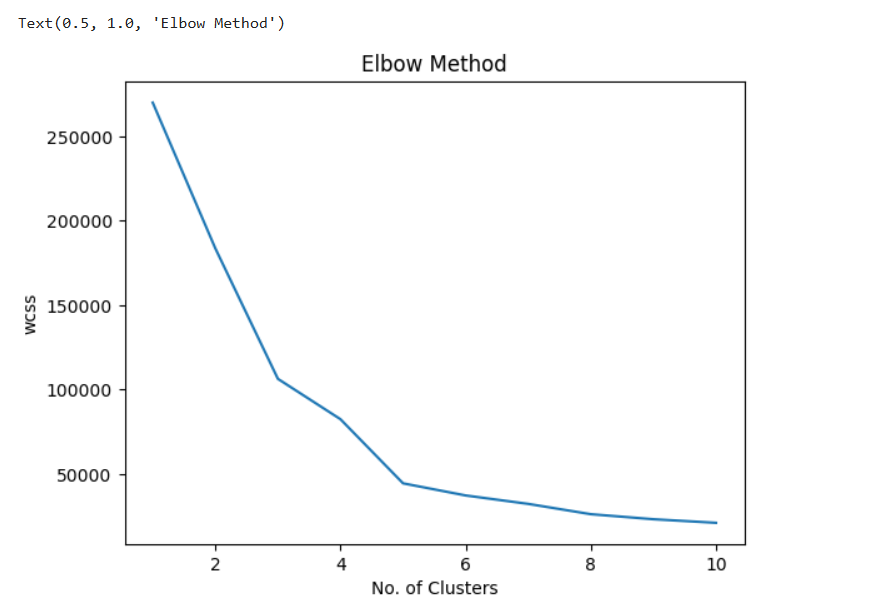 Text(0.5, 1.0, 'Elbow Method')
Elbow Method
250000
200000
150000
100000
50000
wcss
2 4 6 8 10
No. of Clusters